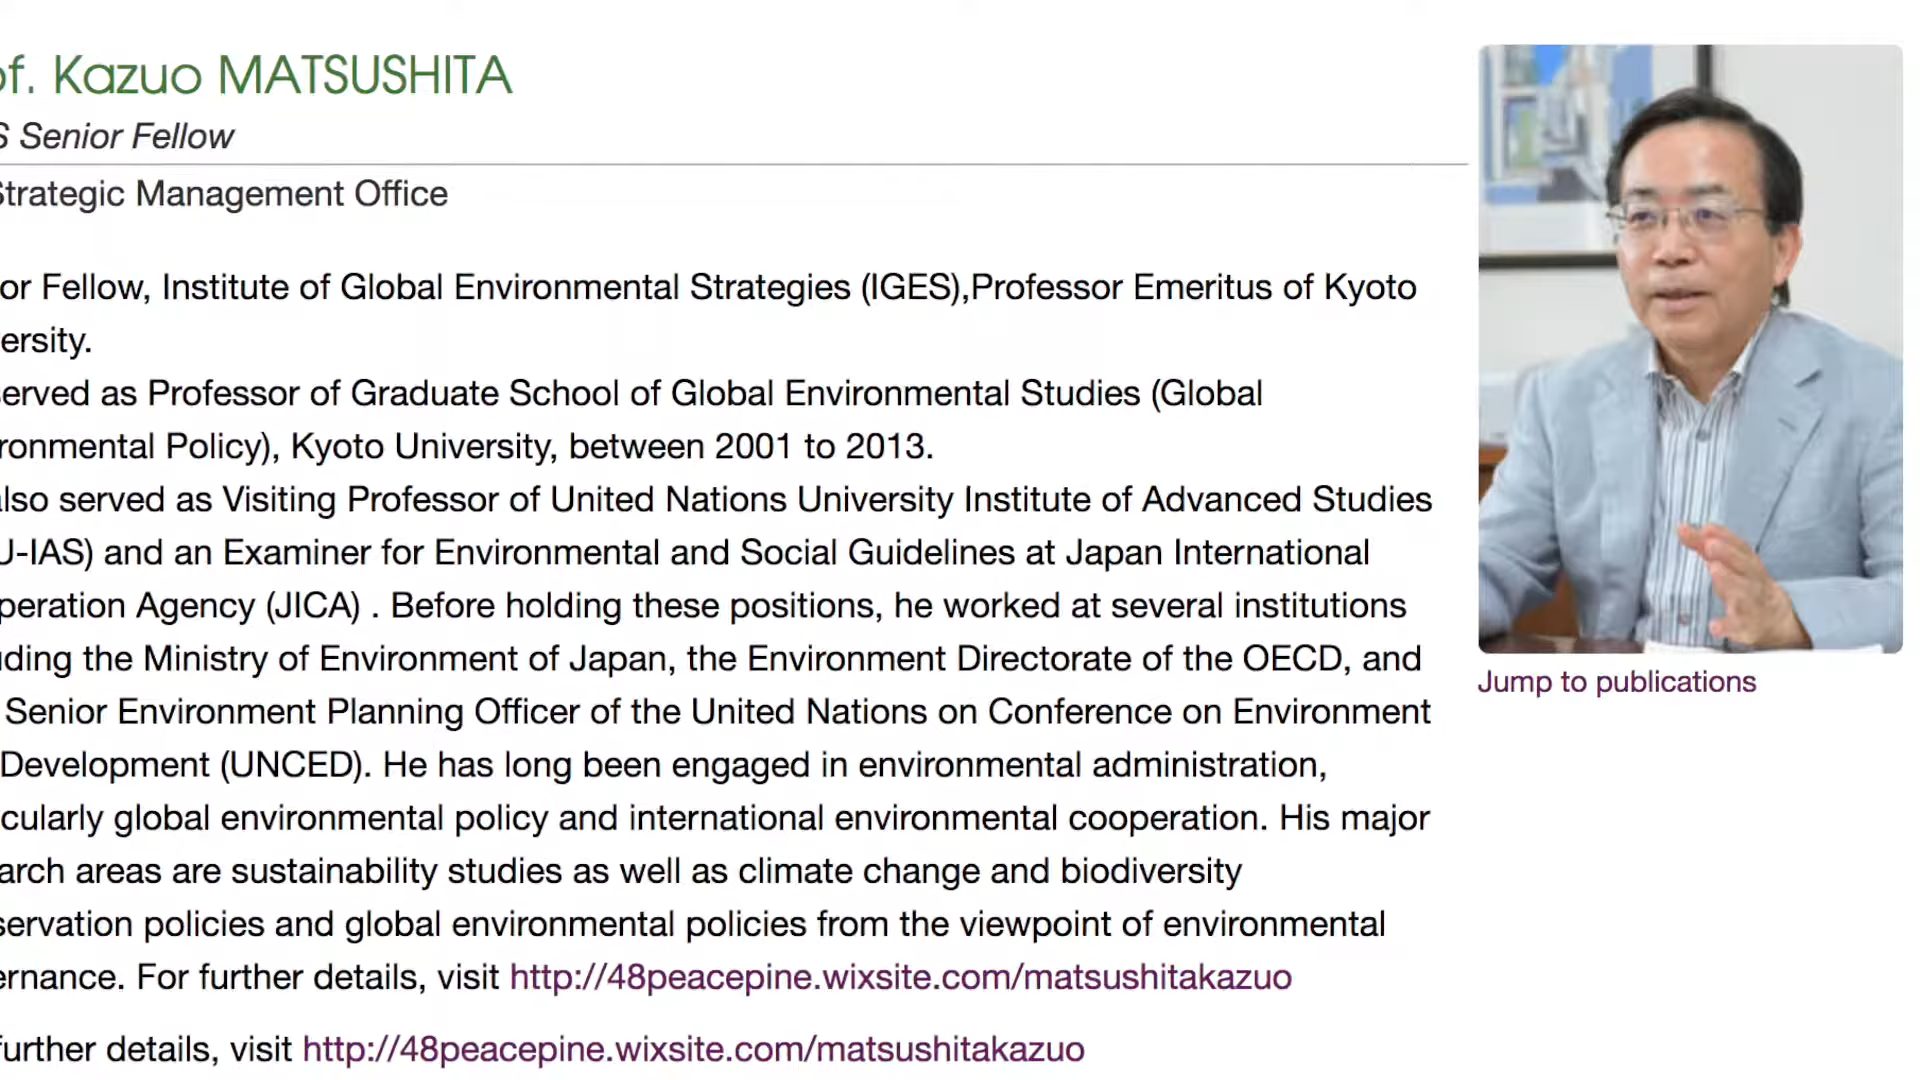 of. Kazuo MATSUSHITA
S Senior Fellow
Strategic Management Office
or Fellow, Institute of Global Environmental Strategies (IGES),Professor Emeritus of Kyoto
ersity.
served as Professor of Graduate School of Global Environmental Studies (Global
ronmental Policy), Kyoto University, between 2001 to 2013.
also served as Visiting Professor of United Nations University Institute of Advanced Studies
U-IAS) and an Examiner for Environmental and Social Guidelines at Japan International
peration Agency (JICA) . Before holding these positions, he worked at several institutions
ding the Ministry of Environment of Japan, the Environment Directorate of the OECD, and
Senior Environment Planning Officer of the United Nations on Conference on Environment
Development (UNCED). He has long been engaged in environmental administration,
cularly global environmental policy and international environmental cooperation. His major
arch areas are sustainability studies as well as climate change and biodiversity
servation policies and global environmental policies from the viewpoint of environmental
ernance. For further details, visit http://48peacepine.wixsite.com/matsushitakazuo
further details, visit http://48peacepine.wixsite.com/matsushitakazuo
Jump to publications